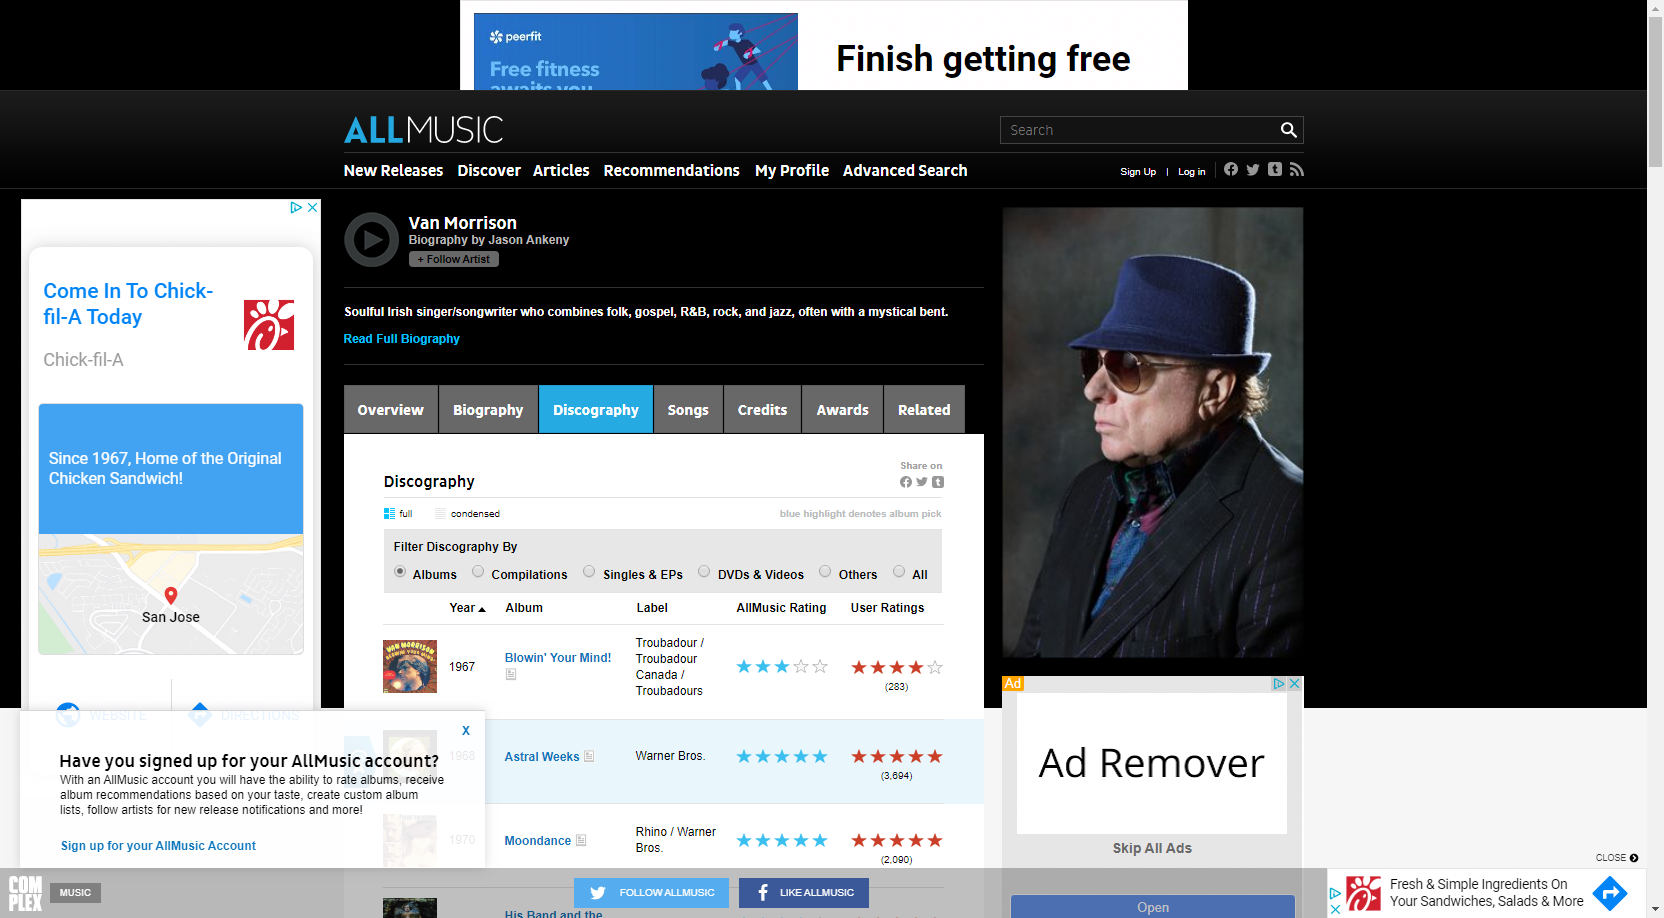 peerfit
Free fitness
awaits you
Finish getting free
ALLMUSIC
Search
New Releases
Discover
Articles
Recommendations
My Profile
Advanced Search
Sign Up
Log in
Come In To Chick-
fil-A Today
Chick-fil-A
Since 1967, Home of the Original
Chicken Sandwich!
San Jose
WEBSITE
DIRECTIONS
Van Morrison
Biography by Jason Ankeny
+ Follow Artist
Soulful Irish singer/songwriter who combines folk, gospel, R&B, rock, and jazz, often with a mystical bent.
Read Full Biography
Overview
Biography
Discography
Songs
Credits
Awards
Related
Share on
Discography
full
condensed
blue highlight denotes album pick
Filter Discography By
Albums
Compilations
Singles & EPs
DVDs & Videos
Others
All
Year
Album
Label
AllMusic Rating
User Ratings
VAN MORRISON
BLOWIN' YOUR MIND!
1967
Blowin' Your Mind!
Troubadour /
Troubadour
Canada /
Troubadours
(283)
1968
Astral Weeks
Warner Bros.
(3,694)
1970
Moondance
Rhino / Warner
Bros.
(2,090)
His Band and the
X
Have you signed up for your AllMusic account?
With an AllMusic account you will have the ability to rate albums, receive
album recommendations based on your taste, create custom album
lists, follow artists for new release notifications and more!
Sign up for your AllMusic Account
Ad
Ad Remover
Skip All Ads
Open
COMPLEX
MUSIC
FOLLOW ALLMUSIC
LIKE ALLMUSIC
CLOSE
Fresh & Simple Ingredients On
Your Sandwiches, Salads & More